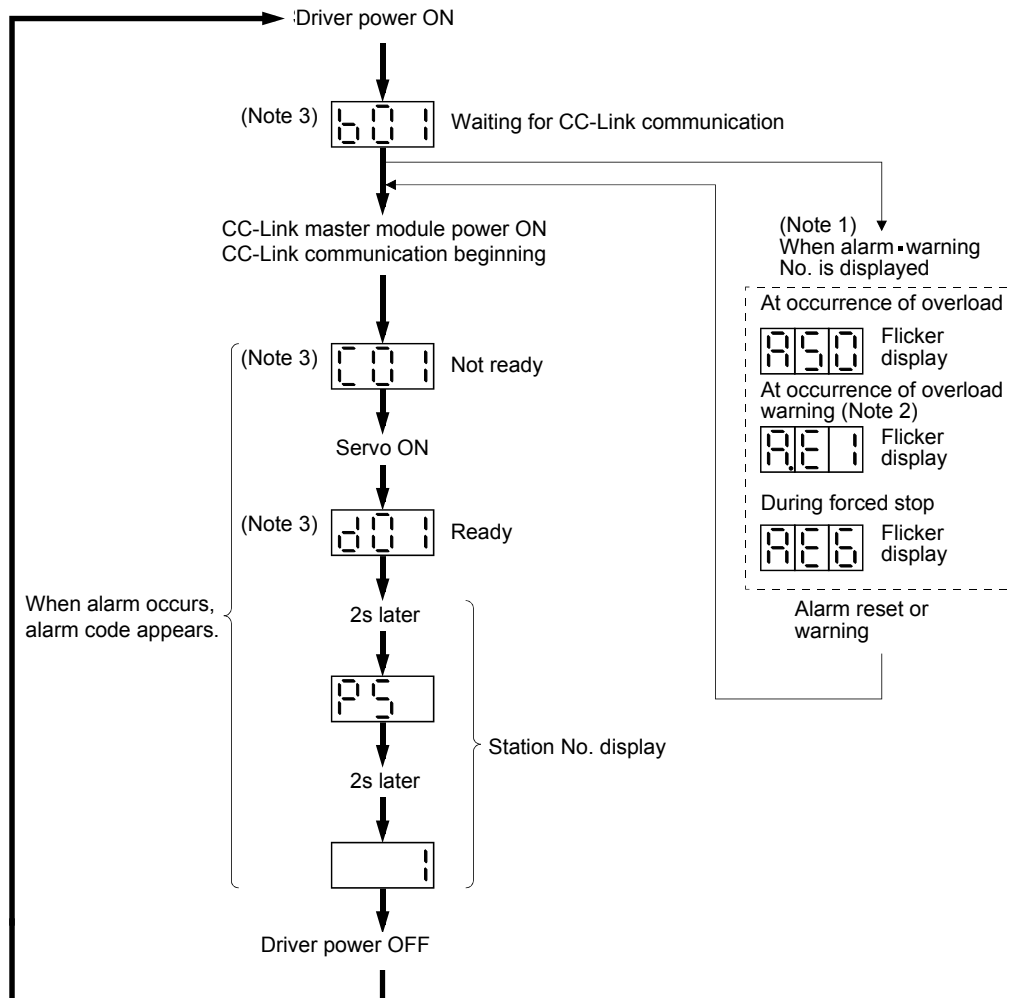 Driver power ON
(Note 3) b01 Waiting for CC-Link communication
CC-Link master module power ON
CC-Link communication beginning
(Note 3) C01 Not ready
Servo ON
(Note 3) d01 Ready
When alarm occurs,
alarm code appears.
2s later
PS
Station No. display
2s later
1
Driver power OFF
(Note 1)
When alarm▪warning
No. is displayed
At occurrence of overload
A50 Flicker
display
At occurrence of overload
warning (Note 2)
A.E1 Flicker
display
During forced stop
AE6 Flicker
display
Alarm reset or
warning